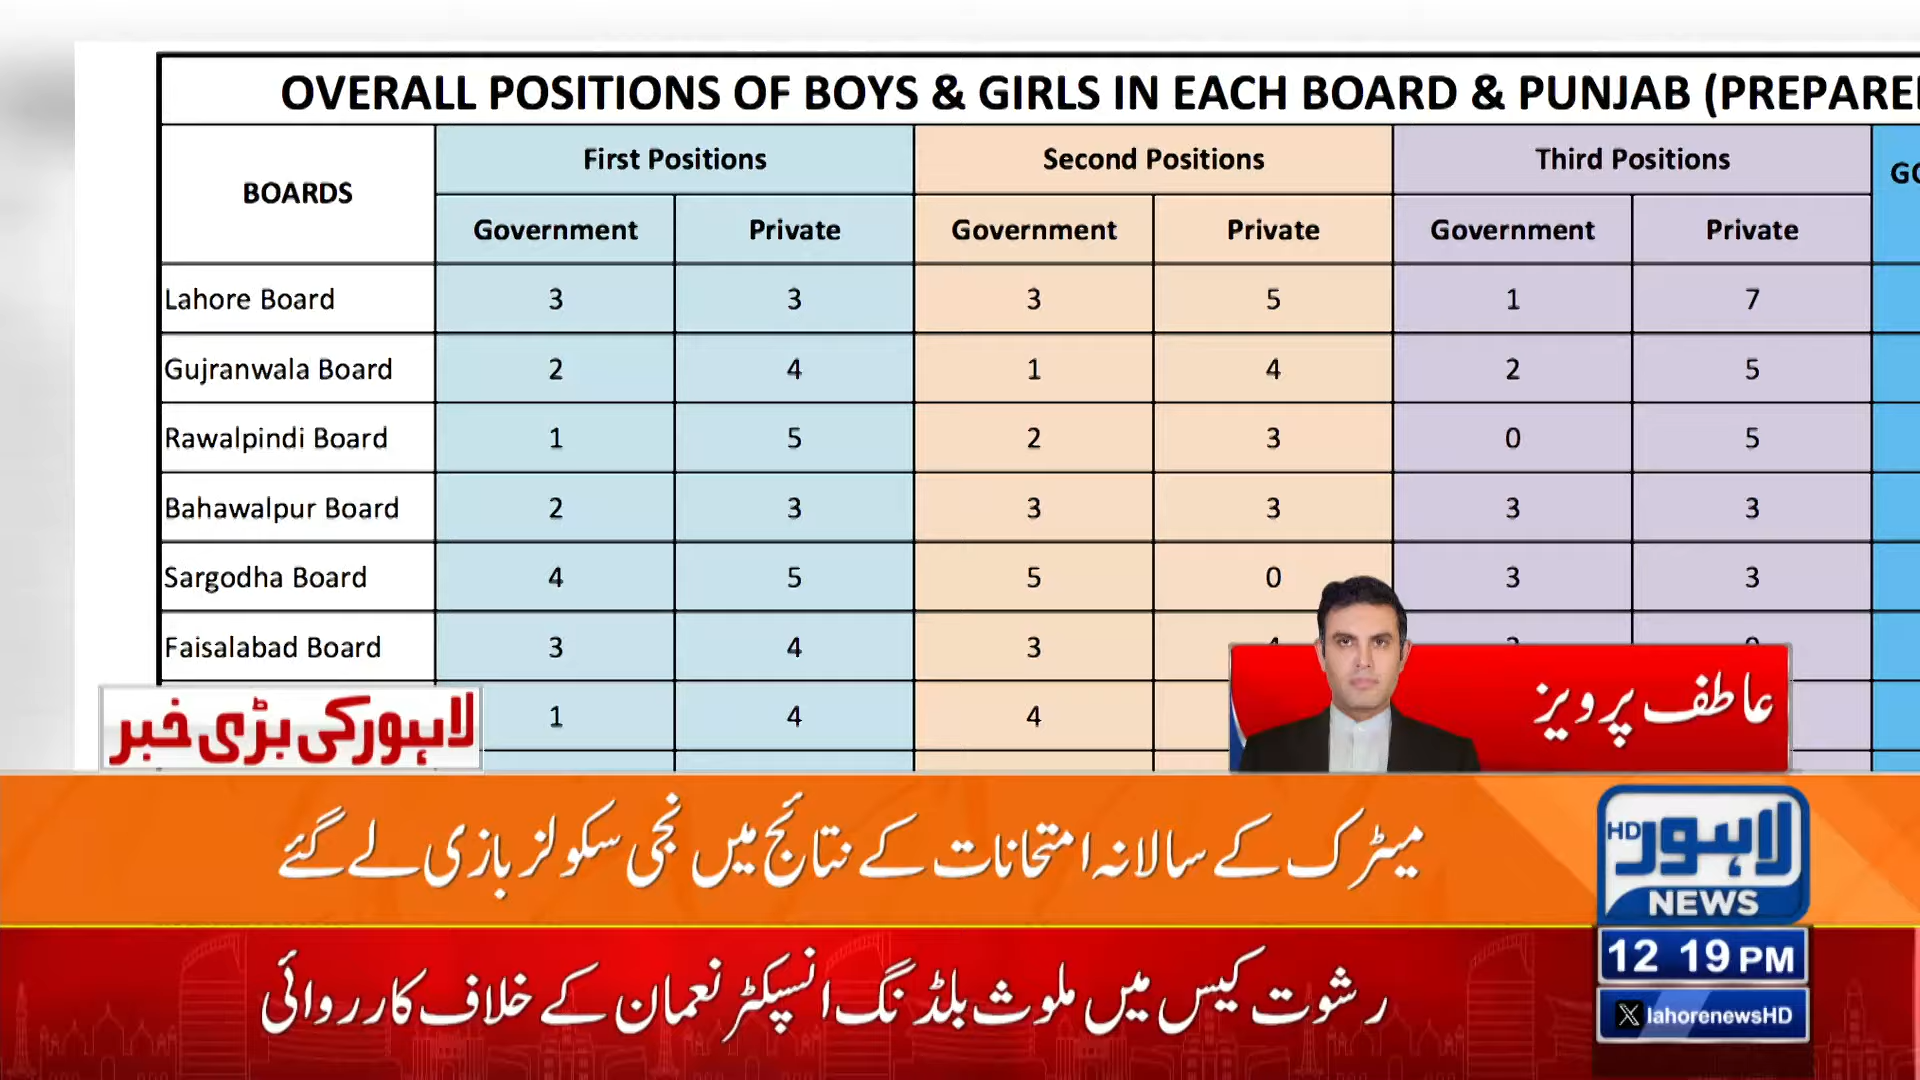 OVERALL POSITIONS OF BOYS & GIRLS IN EACH BOARD & PUNJAB (PREPARE
BOARDS First Positions Second Positions Third Positions
Government Private Government Private Government Private
Lahore Board 3 3 3 5 1 7
Gujranwala Board 2 4 1 4 2 5
Rawalpindi Board 1 5 2 3 0 5
Bahawalpur Board 2 3 3 3 3 3
Sargodha Board 4 5 5 0 3 3
Faisalabad Board 3 4 3
1 4 4
عاطف پرویز
لاہور کی بڑی خبر
میٹرک کے سالانہ امتحانات کے نتائج میں نجی سکولز بازی لے گئے
رشوت کیس میں ملوث بلڈنگ انسپکٹر نعمان کے خلاف کارروائی
لاہور HD
NEWS
12 19 PM
X lahorenewsHD